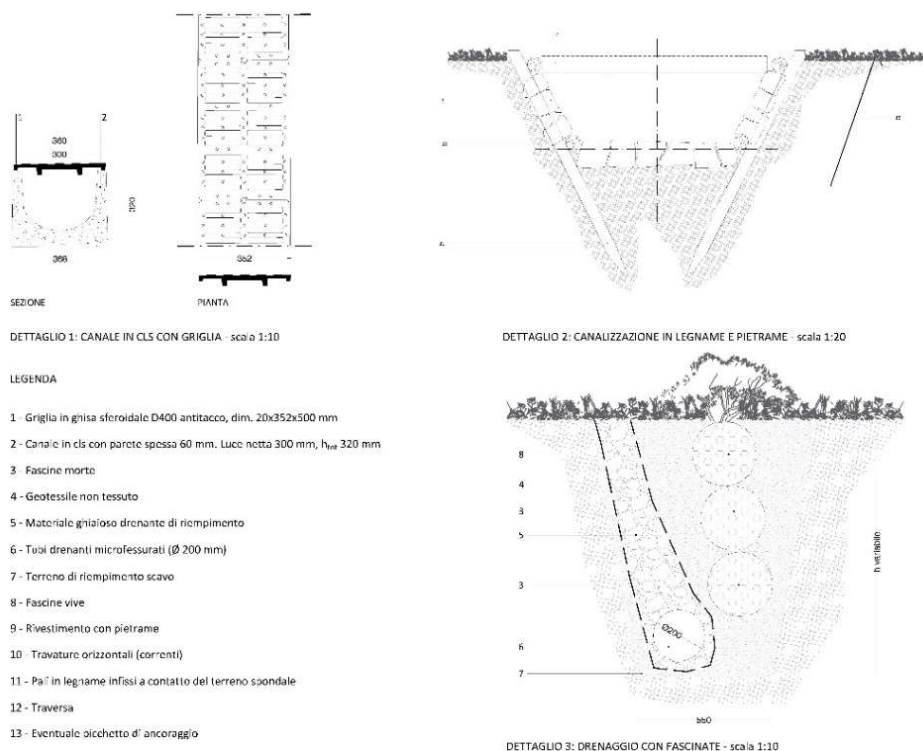 1
2
360
300
320
366
352
SEZIONE
PIANTA
DETTAGLIO 1: CANALE IN CLS CON GRIGLIA - scala 1:10
DETTAGLIO 2: CANALIZZAZIONE IN LEGNAME E PIETRAME - scala 1:20
LEGENDA
1 - Griglia in ghisa sferoidale D400 antitacco, dim. 20x352x500 mm
2 - Canale in cls con parete spessa 60 mm. Luce netta 300 mm, hint 320 mm
3 - Fascine morte
4 - Geotessile non tessuto
5 - Materiale ghiaioso drenante di riempimento
6 - Tubi drenanti microfessurati (Ø 200 mm)
7 - Terreno di riempimento scavo
8 - Fascine vive
9 - Rivestimento con pietrame
10 - Travature orizzontali (correnti)
11 - Pali in legname infissi a contatto del terreno spondale
12 - Traversa
13 - Eventuale picchetto di ancoraggio
8
4
3
5
3
6
7
Ø200
h variabile
550
DETTAGLIO 3: DRENAGGIO CON FASCINATE - scala 1:10